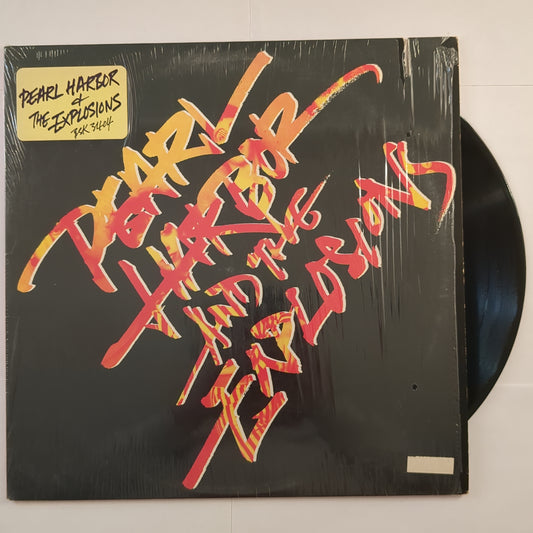 PEARL HARBOR
&
THE EXPLOSIONS
BSK 3404
PEARL
HARBOR
AND THE
EXPLOSIONS